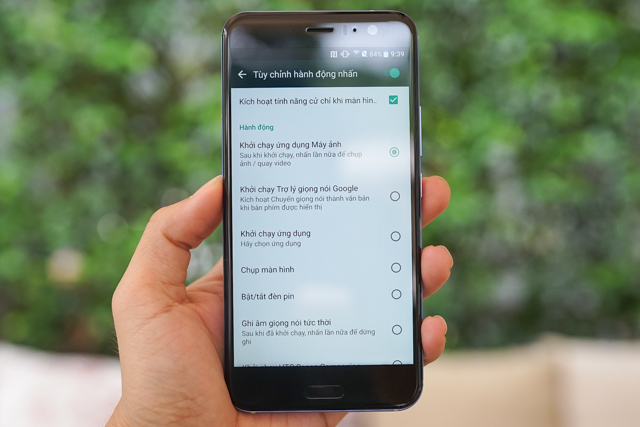 64% 9:39
Tùy chỉnh hành động nhấn
Kích hoạt tính năng cử chỉ khi màn hìn..
Hành động
Khởi chạy ứng dụng Máy ảnh
Sau khi khởi chạy, nhấn lần nữa để chụp
ảnh / quay video
Khởi chạy Trợ lý giọng nói Google
Kích hoạt Chuyển giọng nói thành văn bản
khi bàn phím được hiển thị
Khởi chạy ứng dụng
Hãy chọn ứng dụng
Chụp màn hình
Bật/tắt đèn pin
Ghi âm giọng nói tức thời
Sau khi đã khởi chạy, nhấn lần nữa để dừng
ghi